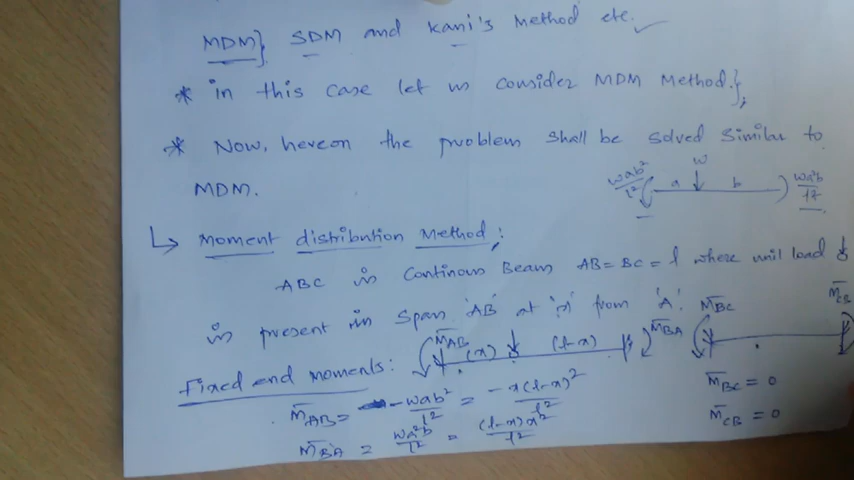 MDM} SDM and Kani's Method etc.
* in this case let us consider MDM Method.};
* Now, hereon the problem shall be solved similar to
MDM.
wab²/l² a w b wa²b/l²
↳ Moment distribution Method:
ABC is Continous Beam AB=BC=l where unit load ↓
is present in span 'AB' at 'x' from 'A'.
Fixed end moments: M̅AB (x) (l-x) M̅BA M̅BC M̅CB
M̅AB = -wab²/l² = -x(l-x)²/l² M̅BC = 0
M̅BA = wa²b/l² = (l-x)x²/l² M̅CB = 0